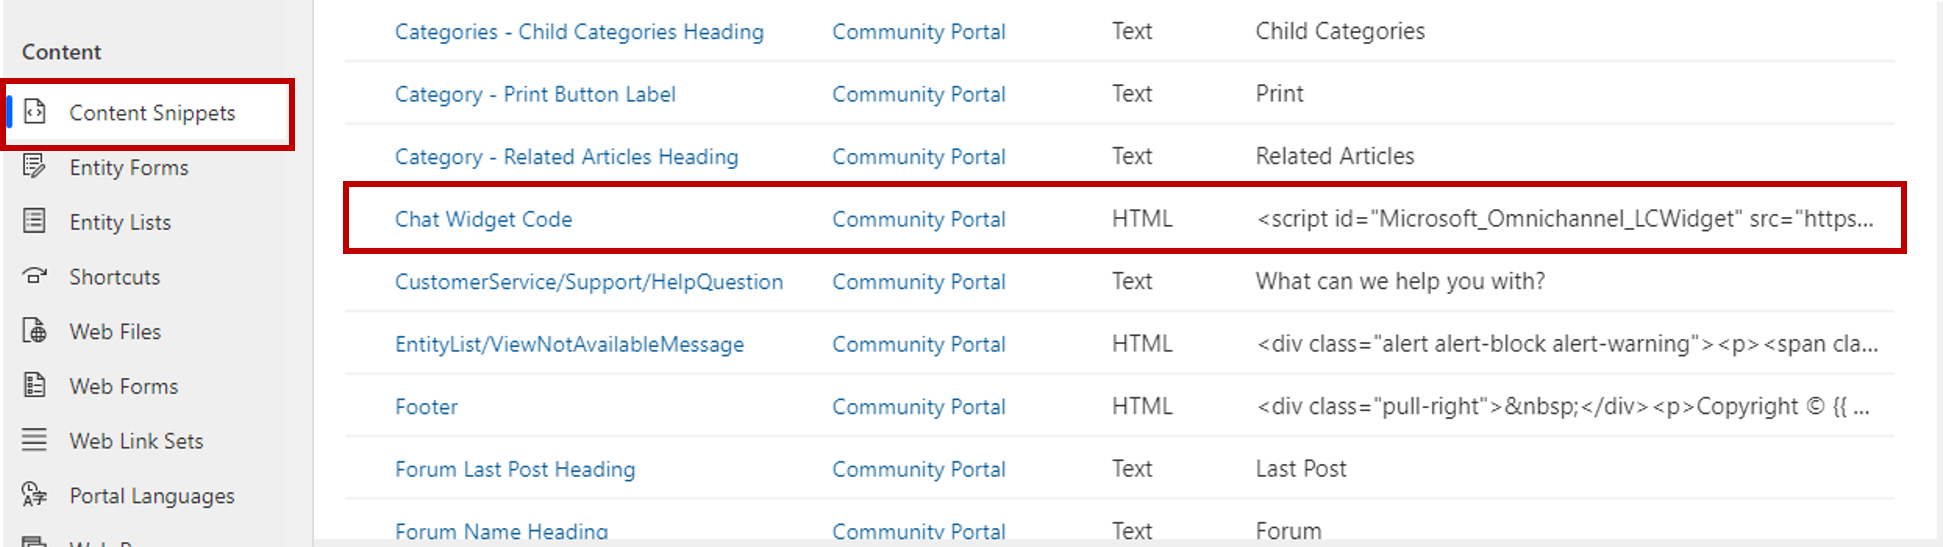 Content
Content Snippets
Entity Forms
Entity Lists
Shortcuts
Web Files
Web Forms
Web Link Sets
Portal Languages
Categories - Child Categories Heading Community Portal Text Child Categories
Category - Print Button Label Community Portal Text Print
Category - Related Articles Heading Community Portal Text Related Articles
Chat Widget Code Community Portal HTML <script id="Microsoft_Omnichannel_LCWidget" src="https...
CustomerService/Support/HelpQuestion Community Portal Text What can we help you with?
EntityList/ViewNotAvailableMessage Community Portal HTML <div class="alert alert-block alert-warning"><p><span cla...
Footer Community Portal HTML <div class="pull-right">&nbsp;</div><p>Copyright © {{ ...
Forum Last Post Heading Community Portal Text Last Post
Forum Name Heading Community Portal Text Forum